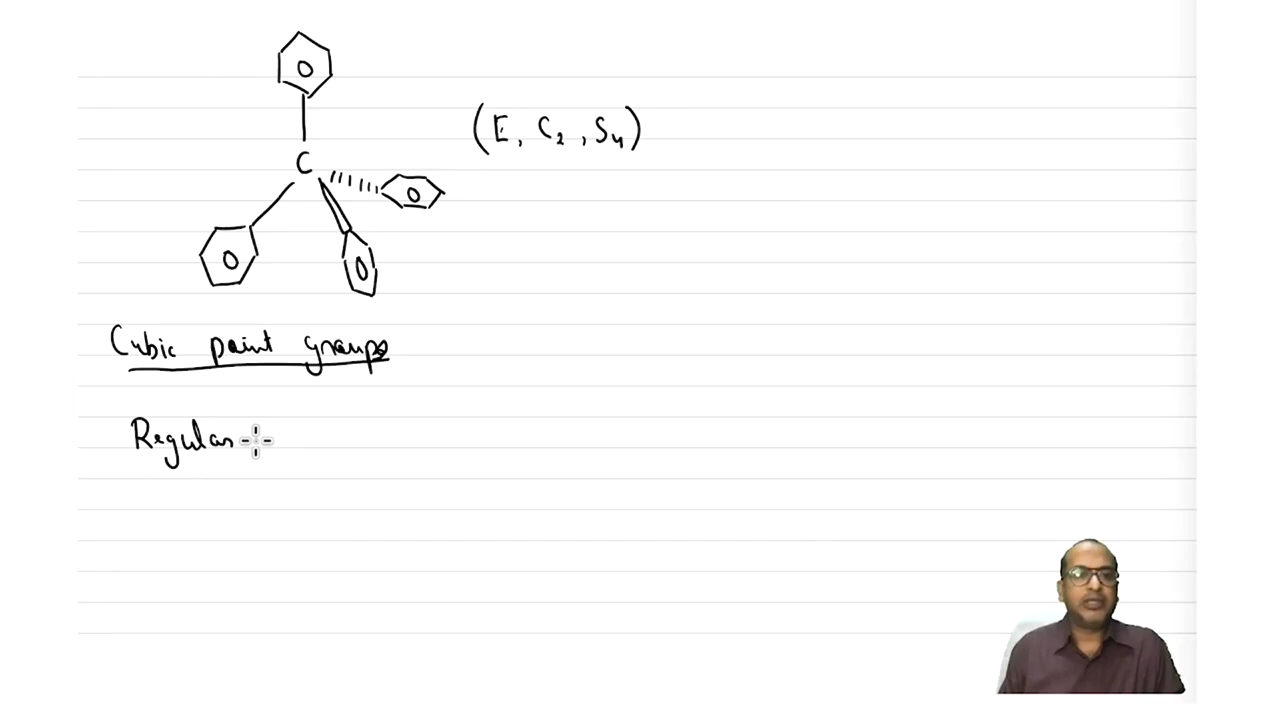 C
(E, C₂, S₄)
Cubic point groups
Regular